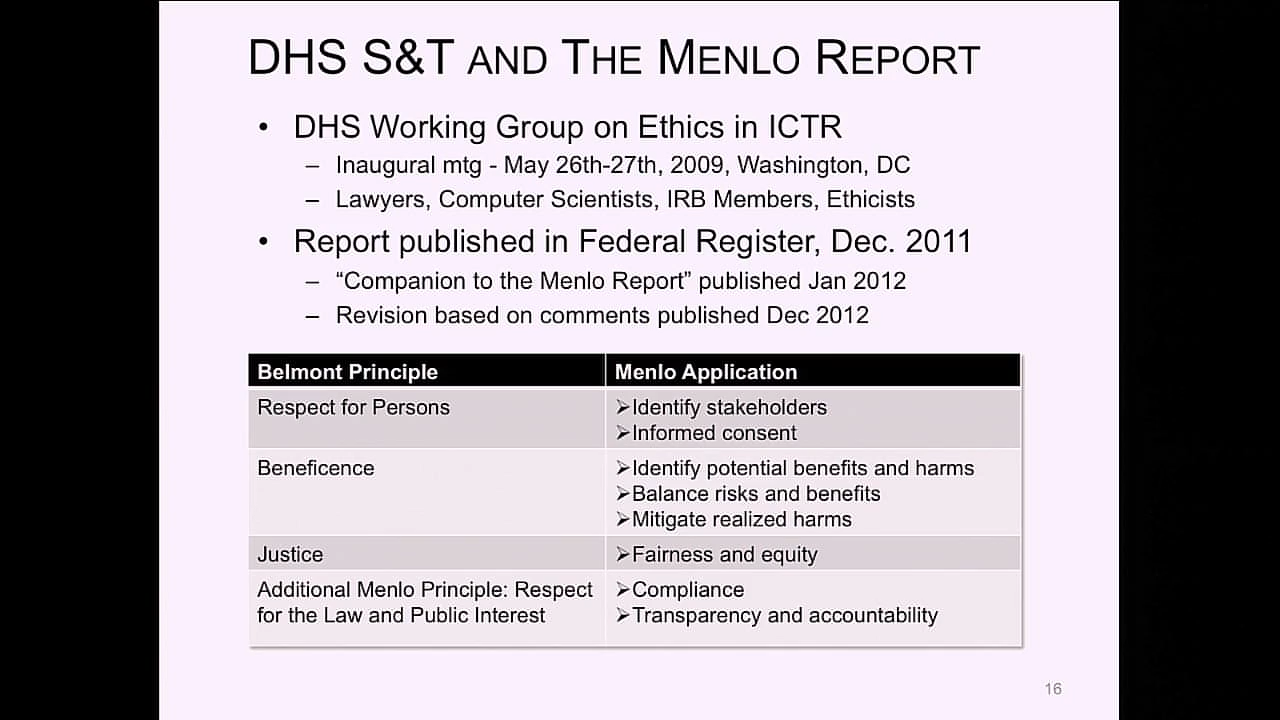 DHS S&T AND THE MENLO REPORT
• DHS Working Group on Ethics in ICTR
– Inaugural mtg - May 26th-27th, 2009, Washington, DC
– Lawyers, Computer Scientists, IRB Members, Ethicists
• Report published in Federal Register, Dec. 2011
– “Companion to the Menlo Report” published Jan 2012
– Revision based on comments published Dec 2012
Belmont Principle
Menlo Application
Respect for Persons
➢Identify stakeholders
➢Informed consent
Beneficence
➢Identify potential benefits and harms
➢Balance risks and benefits
➢Mitigate realized harms
Justice
➢Fairness and equity
Additional Menlo Principle: Respect
for the Law and Public Interest
➢Compliance
➢Transparency and accountability
16